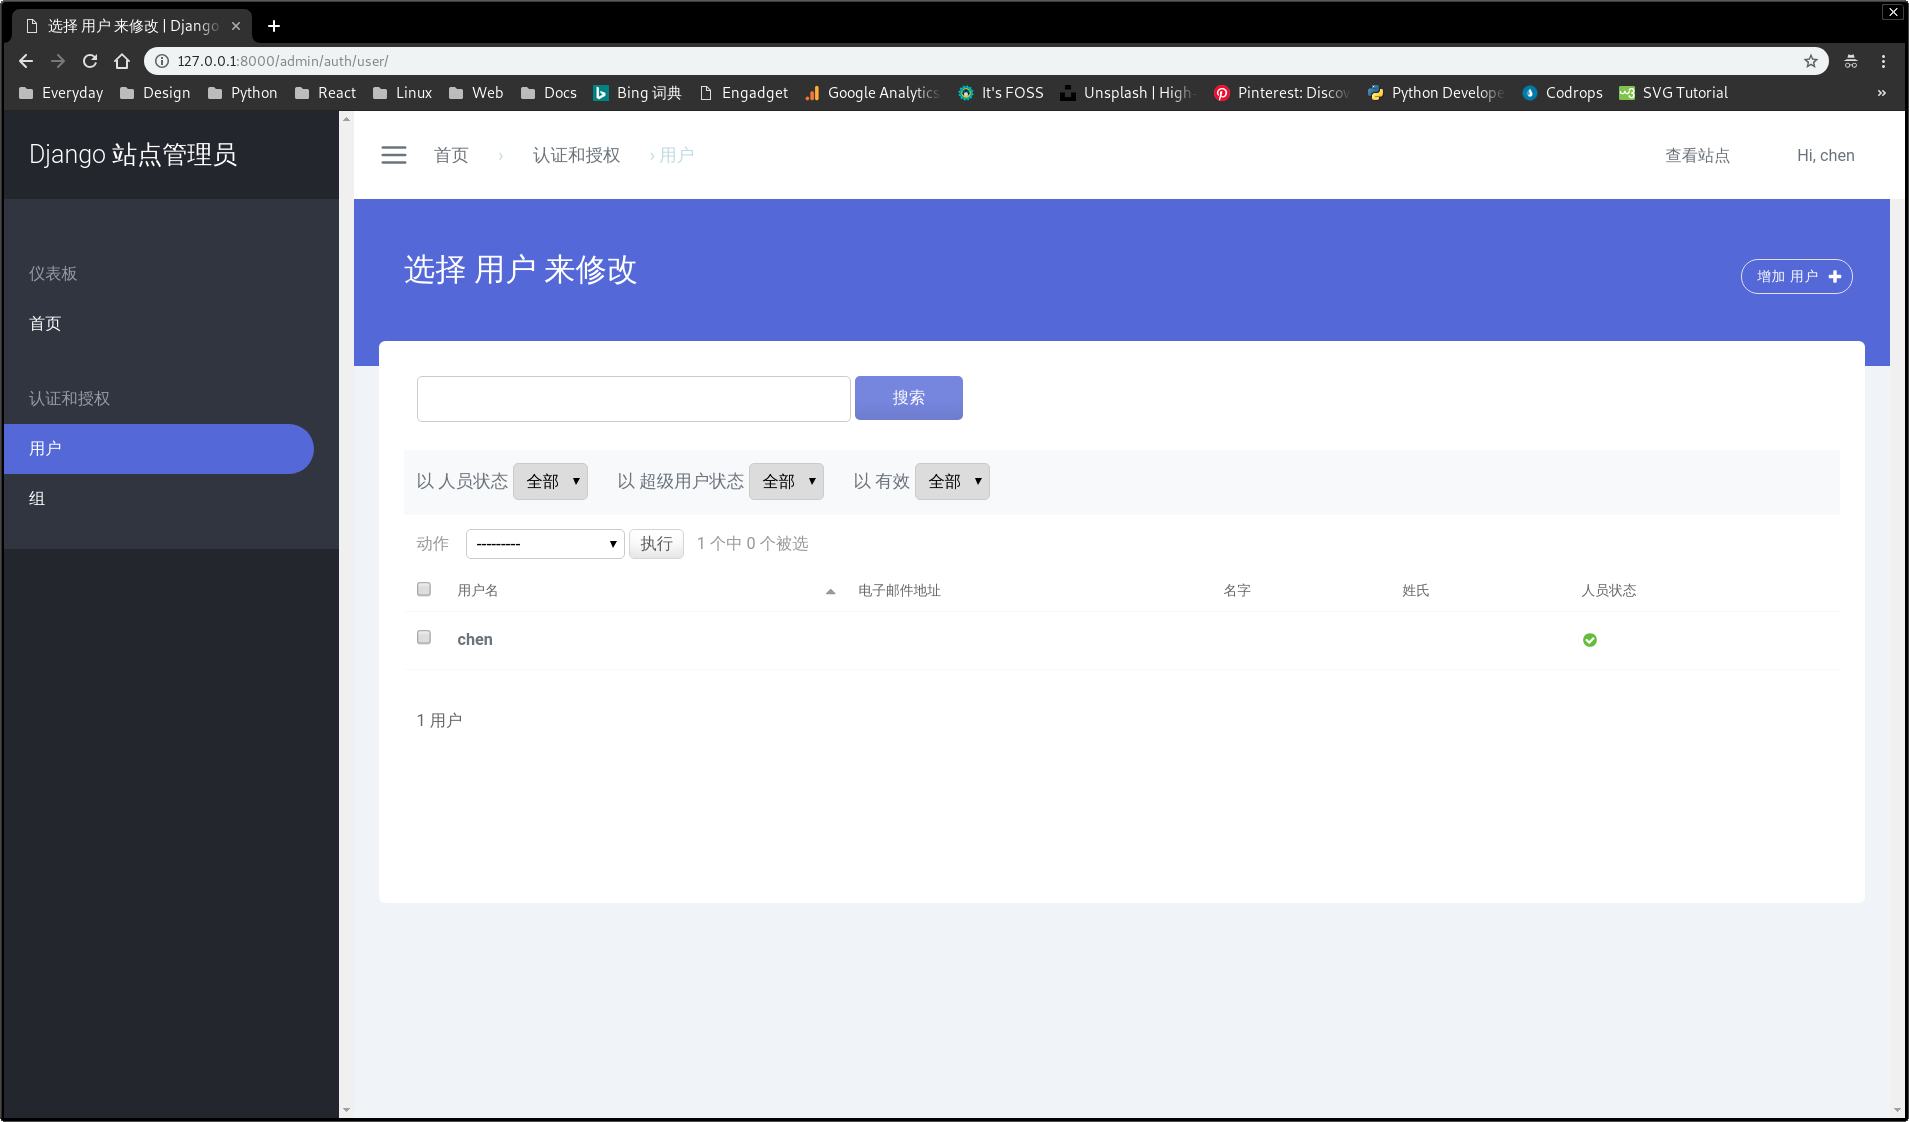 选择 用户 来修改 | Django
127.0.0.1:8000/admin/auth/user/
Everyday Design Python React Linux Web Docs Bing 词典 Engadget Google Analytics It's FOSS Unsplash | High- Pinterest: Discov Python Develope Codrops SVG Tutorial »
Django 站点管理员
首页 › 认证和授权 › 用户 查看站点 Hi, chen
仪表板
首页
认证和授权
用户
组
选择 用户 来修改
增加 用户
搜索
以 人员状态 全部 以 超级用户状态 全部 以 有效 全部
动作 --------- 执行 1 个中 0 个被选
用户名 电子邮件地址 名字 姓氏 人员状态
chen
1 用户